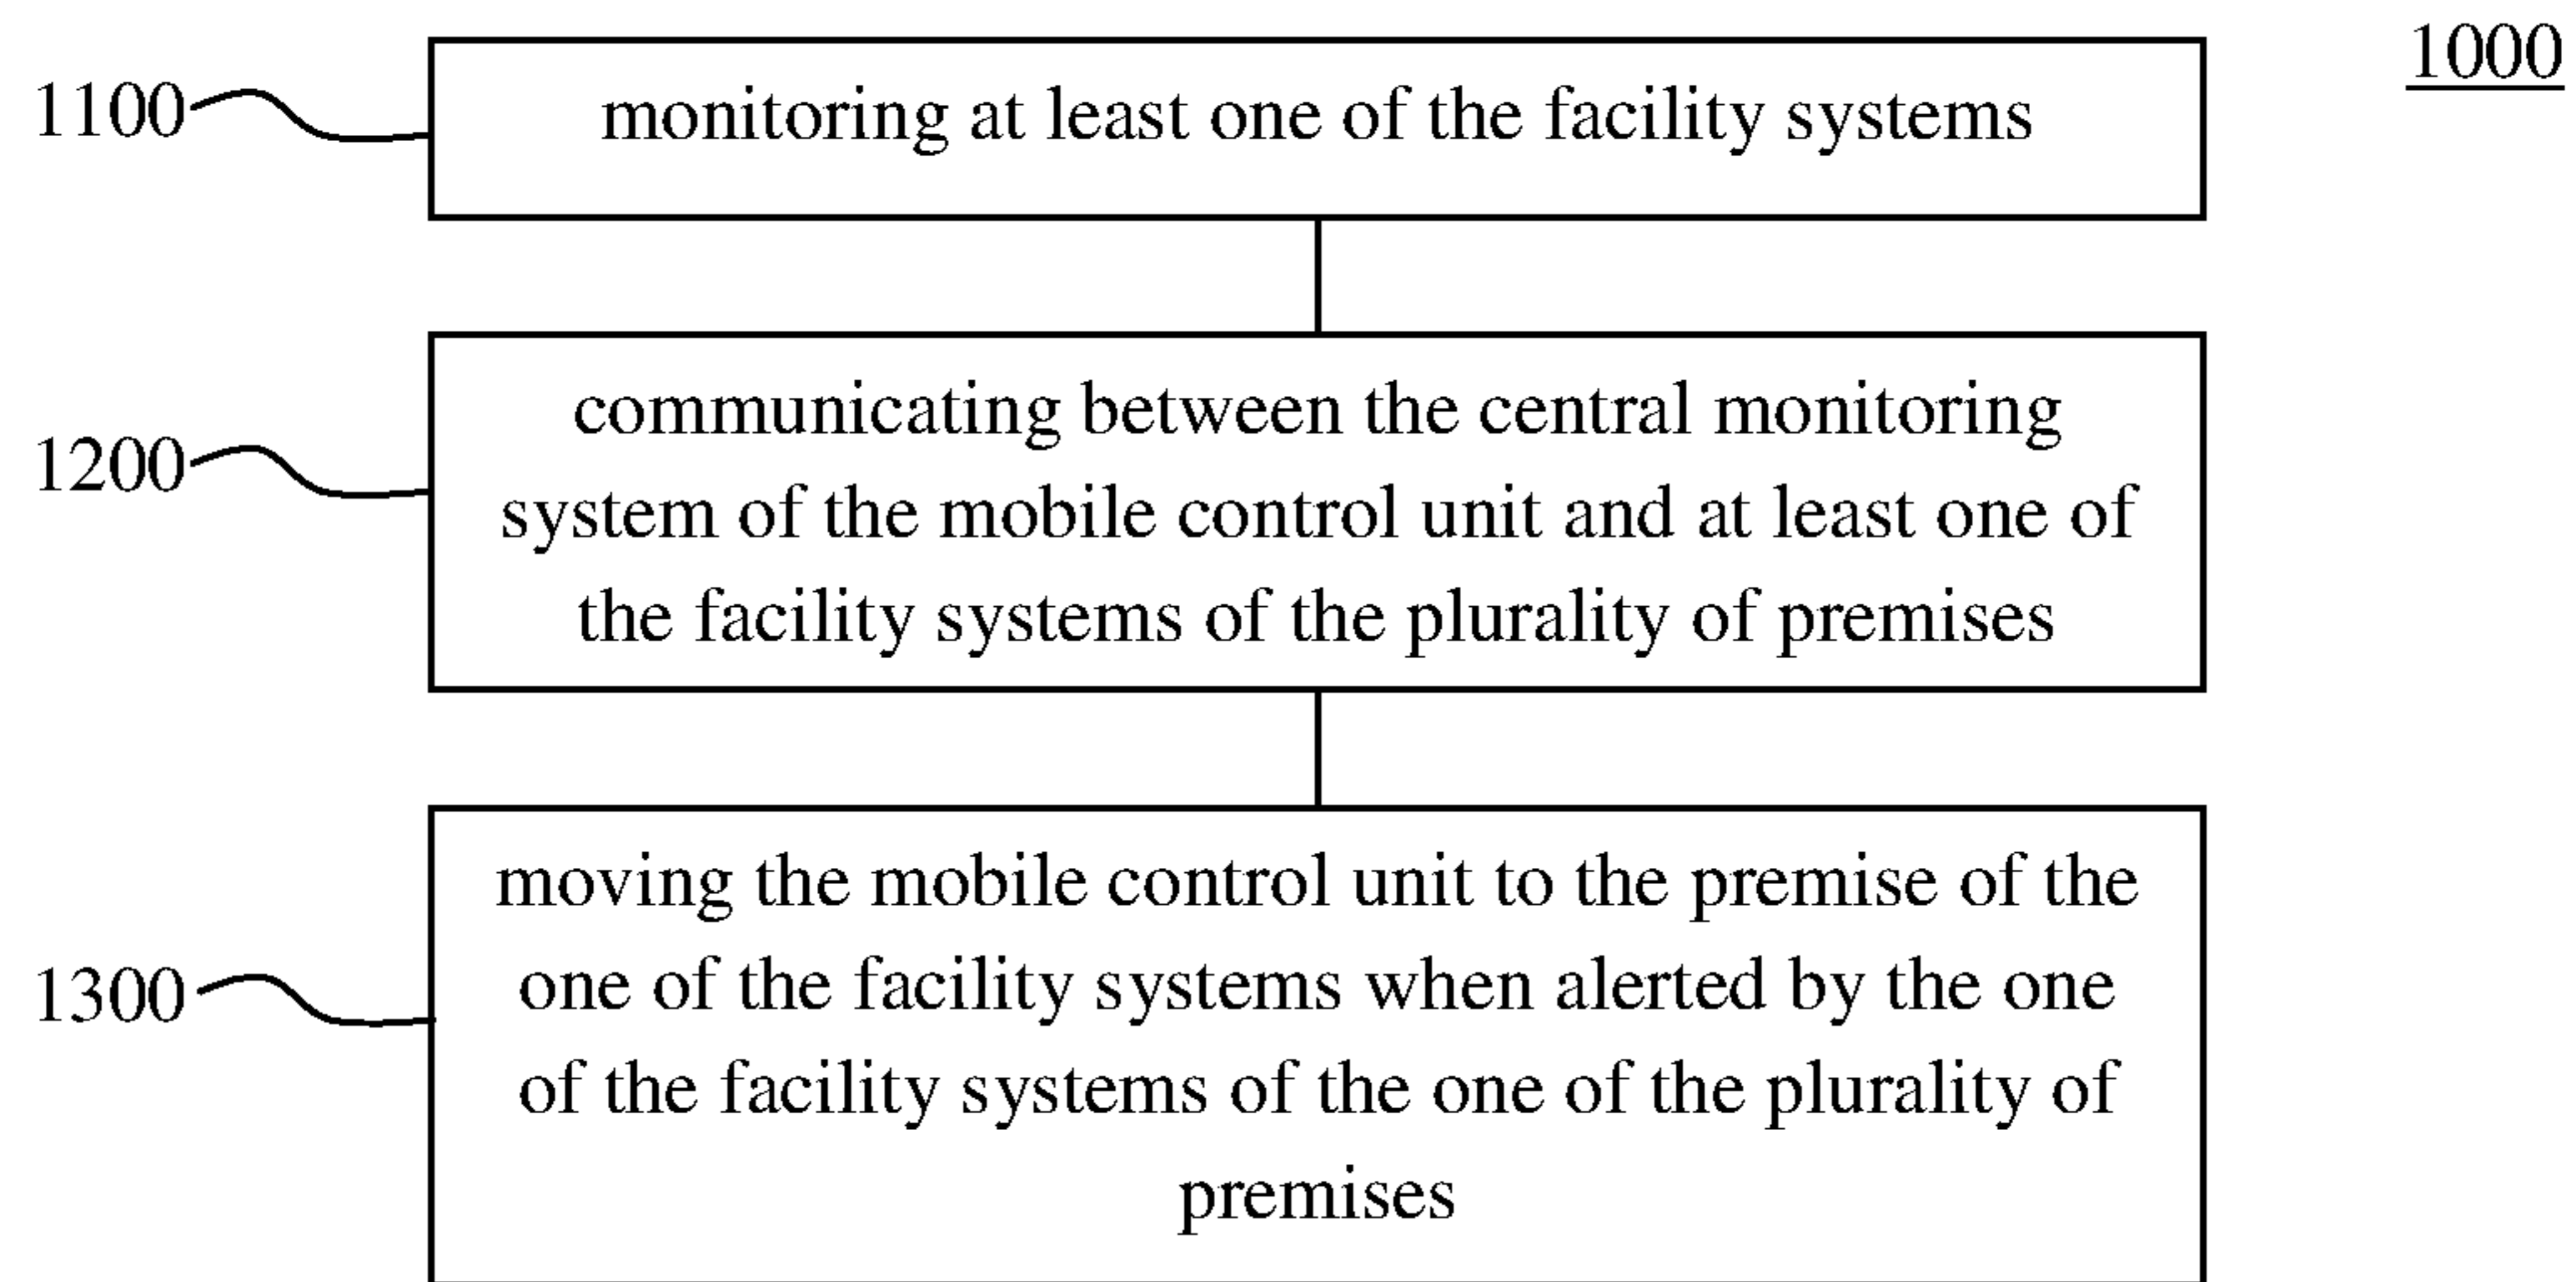 1000
1100
monitoring at least one of the facility systems
1200
communicating between the central monitoring
system of the mobile control unit and at least one of
the facility systems of the plurality of premises
1300
moving the mobile control unit to the premise of the
one of the facility systems when alerted by the one
of the facility systems of the one of the plurality of
premises